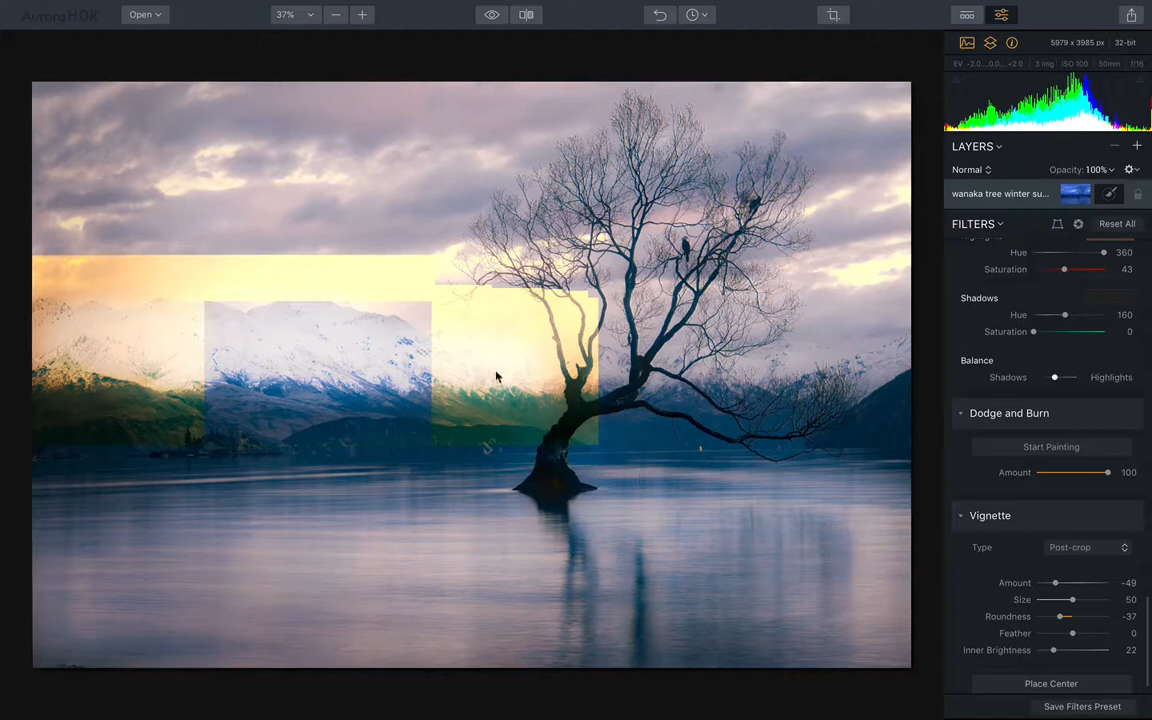 AuroraHDR
Open
37%
5979 x 3985 px
32-bit
EV -2.0,...0.0,...+2.0
3 img
ISO 100
50mm
f/16
LAYERS
Normal
Opacity: 100%
wanaka tree winter su...
FILTERS
Reset All
Hue 360
Saturation 43
Shadows
Hue 160
Saturation 0
Balance
Shadows Highlights
Dodge and Burn
Start Painting
Amount 100
Vignette
Type Post-crop
Amount -49
Size 50
Roundness -37
Feather 0
Inner Brightness 22
Place Center
Save Filters Preset